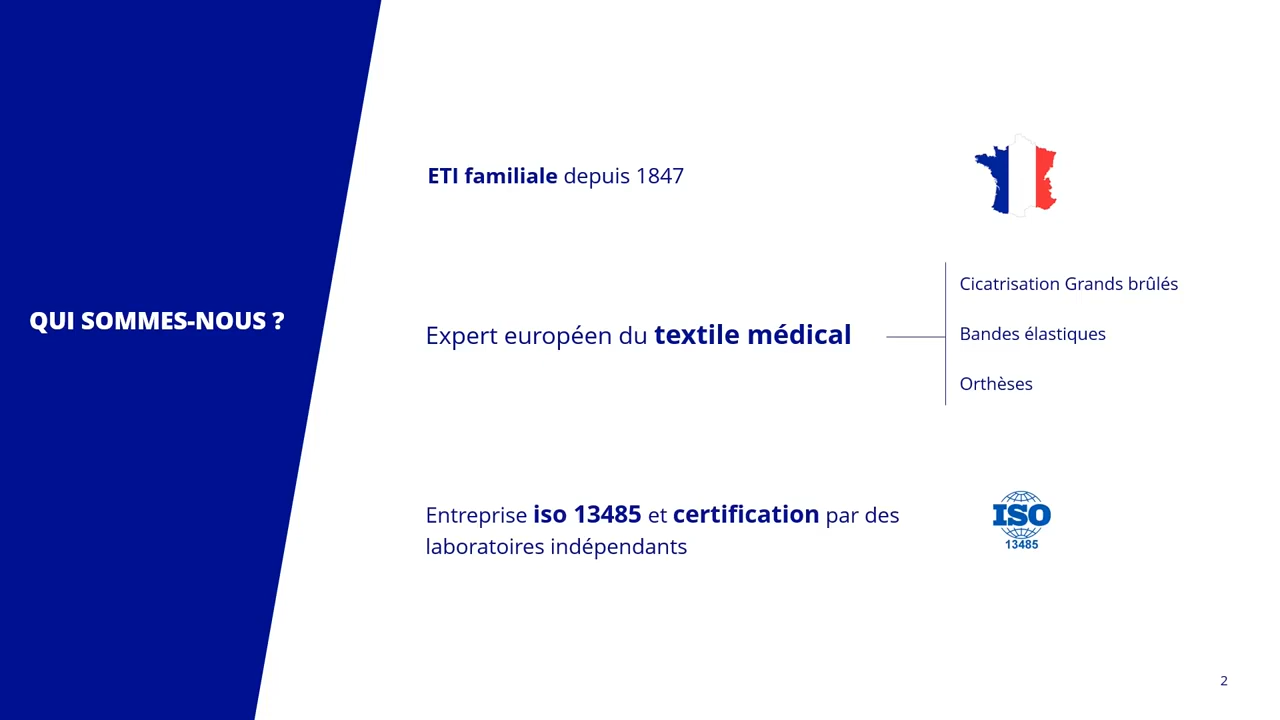 QUI SOMMES-NOUS ?
ETI familiale depuis 1847
Expert européen du textile médical
Cicatrisation Grands brûlés
Bandes élastiques
Orthèses
Entreprise iso 13485 et certification par des
laboratoires indépendants
ISO
13485
2